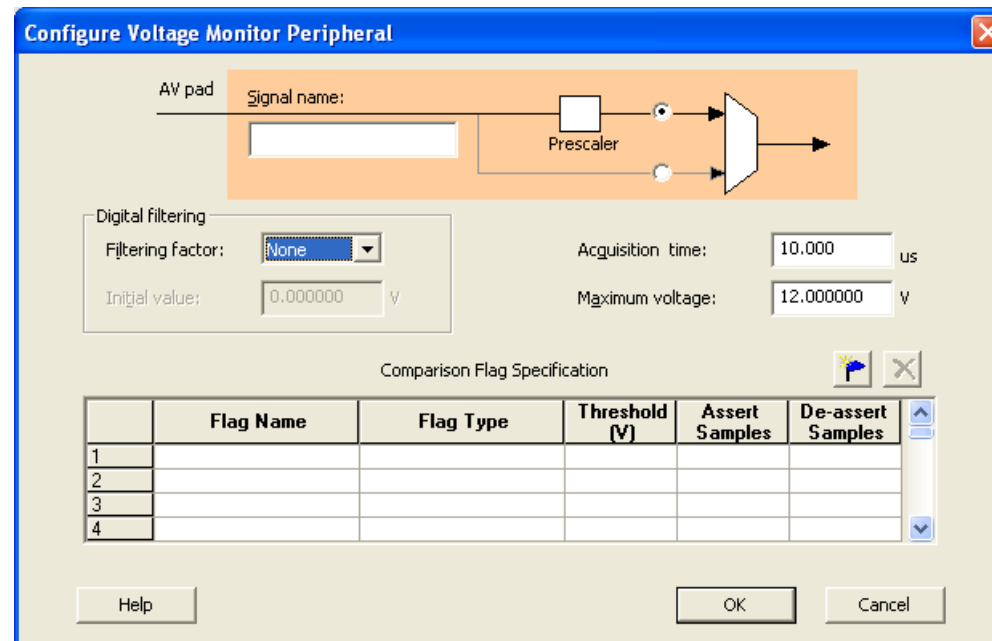 Configure Voltage Monitor Peripheral
AV pad
Signal name:
Prescaler
Digital filtering
Filtering factor: None
Acquisition time: 10.000 us
Initial value: 0.000000 V
Maximum voltage: 12.000000 V
Comparison Flag Specification
Flag Name Flag Type Threshold (V) Assert Samples De-assert Samples
1
2
3
4
Help OK Cancel